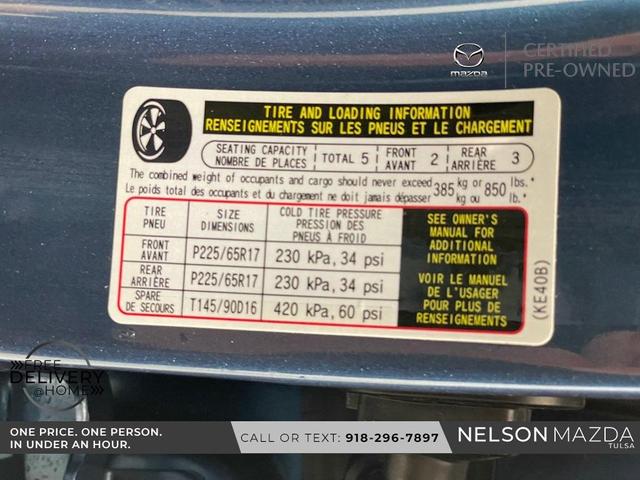 mazda
CERTIFIED
PRE-OWNED
TIRE AND LOADING INFORMATION
RENSEIGNEMENTS SUR LES PNEUS ET LE CHARGEMENT
SEATING CAPACITY
NOMBRE DE PLACES
TOTAL 5
FRONT
AVANT
2
REAR
ARRIÈRE
3
The combined weight of occupants and cargo should never exceed 385 kg or 850 lbs.
Le poids total des occupants et du chargement ne doit jamais dépasser 385 kg ou 850 lb.
TIRE
PNEU
SIZE
DIMENSIONS
COLD TIRE PRESSURE
PRESSION DES
PNEUS À FROID
FRONT
AVANT
P225/65R17
230 kPa, 34 psi
REAR
ARRIÈRE
P225/65R17
230 kPa, 34 psi
SPARE
DE SECOURS
T145/90D16
420 kPa, 60 psi
SEE OWNER'S
MANUAL FOR
ADDITIONAL
INFORMATION
VOIR LE MANUEL
DE L'USAGER
POUR PLUS DE
RENSEIGNEMENTS
(KE40B)
FREE
DELIVERY
@HOME
ONE PRICE. ONE PERSON.
IN UNDER AN HOUR.
CALL OR TEXT: 918-296-7897
NELSON MAZDA
TULSA